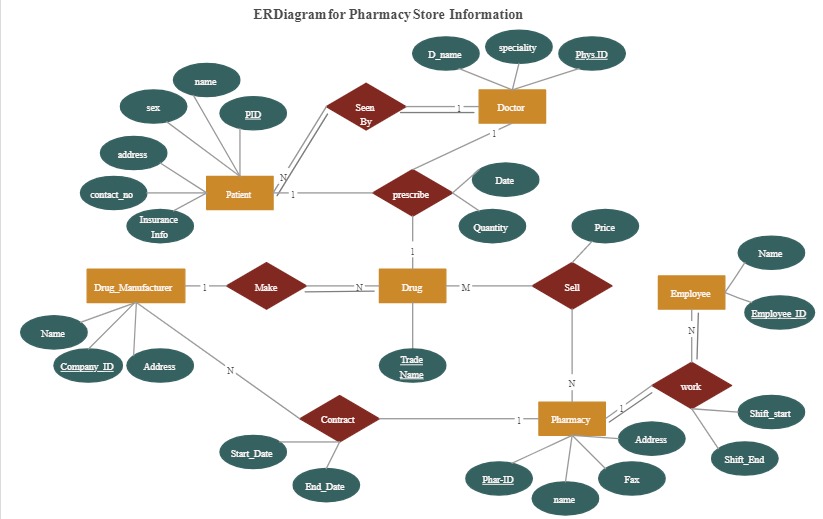 ERDiagram for Pharmacy Store Information
D_name
speciality
Phys.ID
name
sex
PID
Seen
By
1
Doctor
1
address
N
Patient
1
contact_no
prescribe
Date
Insurance
Info
Quantity
Price
1
Name
Drug_Manufacturer
1
Make
N
Drug
M
Sell
Employee
Employee_ID
Name
N
Company_ID
Address
Trade
Name
N
N
work
1
Contract
1
Pharmacy
Shift_start
Start_Date
Address
Shift_End
End_Date
Phar-ID
name
Fax